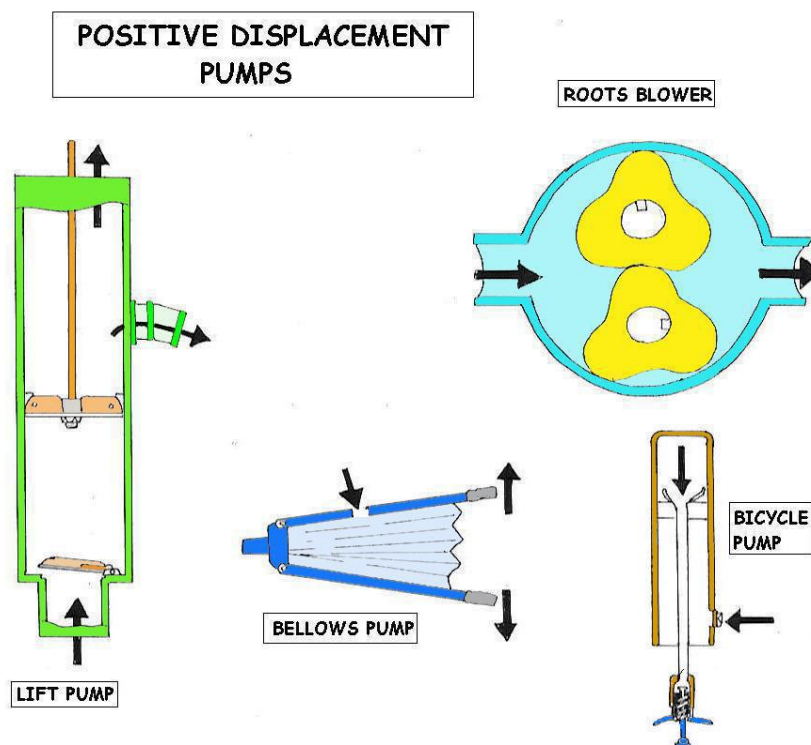 POSITIVE DISPLACEMENT
PUMPS
ROOTS BLOWER
BICYCLE
PUMP
BELLOWS PUMP
LIFT PUMP